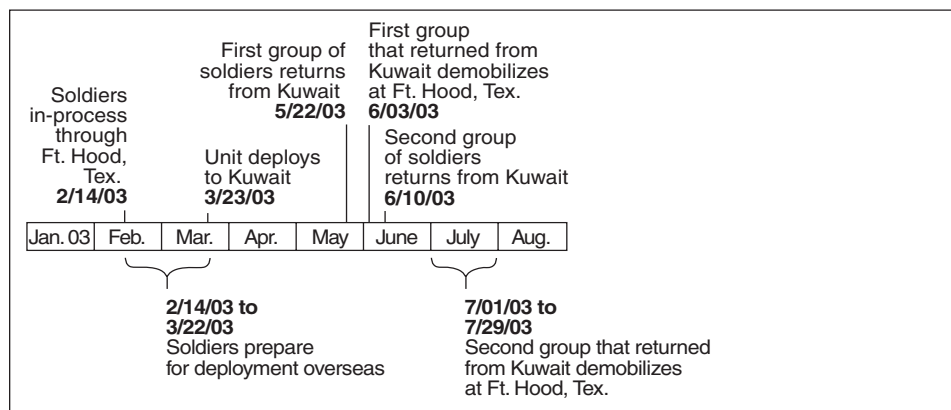 Soldiers
in-process
through
Ft. Hood,
Tex.
2/14/03
Unit deploys
to Kuwait
3/23/03
First group of
soldiers returns
from Kuwait
5/22/03
First group
that returned from
Kuwait demobilizes
at Ft. Hood, Tex.
6/03/03
Second group
of soldiers
returns from Kuwait
6/10/03
Jan. 03 Feb. Mar. Apr. May June July Aug.
2/14/03 to
3/22/03
Soldiers prepare
for deployment overseas
7/01/03 to
7/29/03
Second group that returned
from Kuwait demobilizes
at Ft. Hood, Tex.